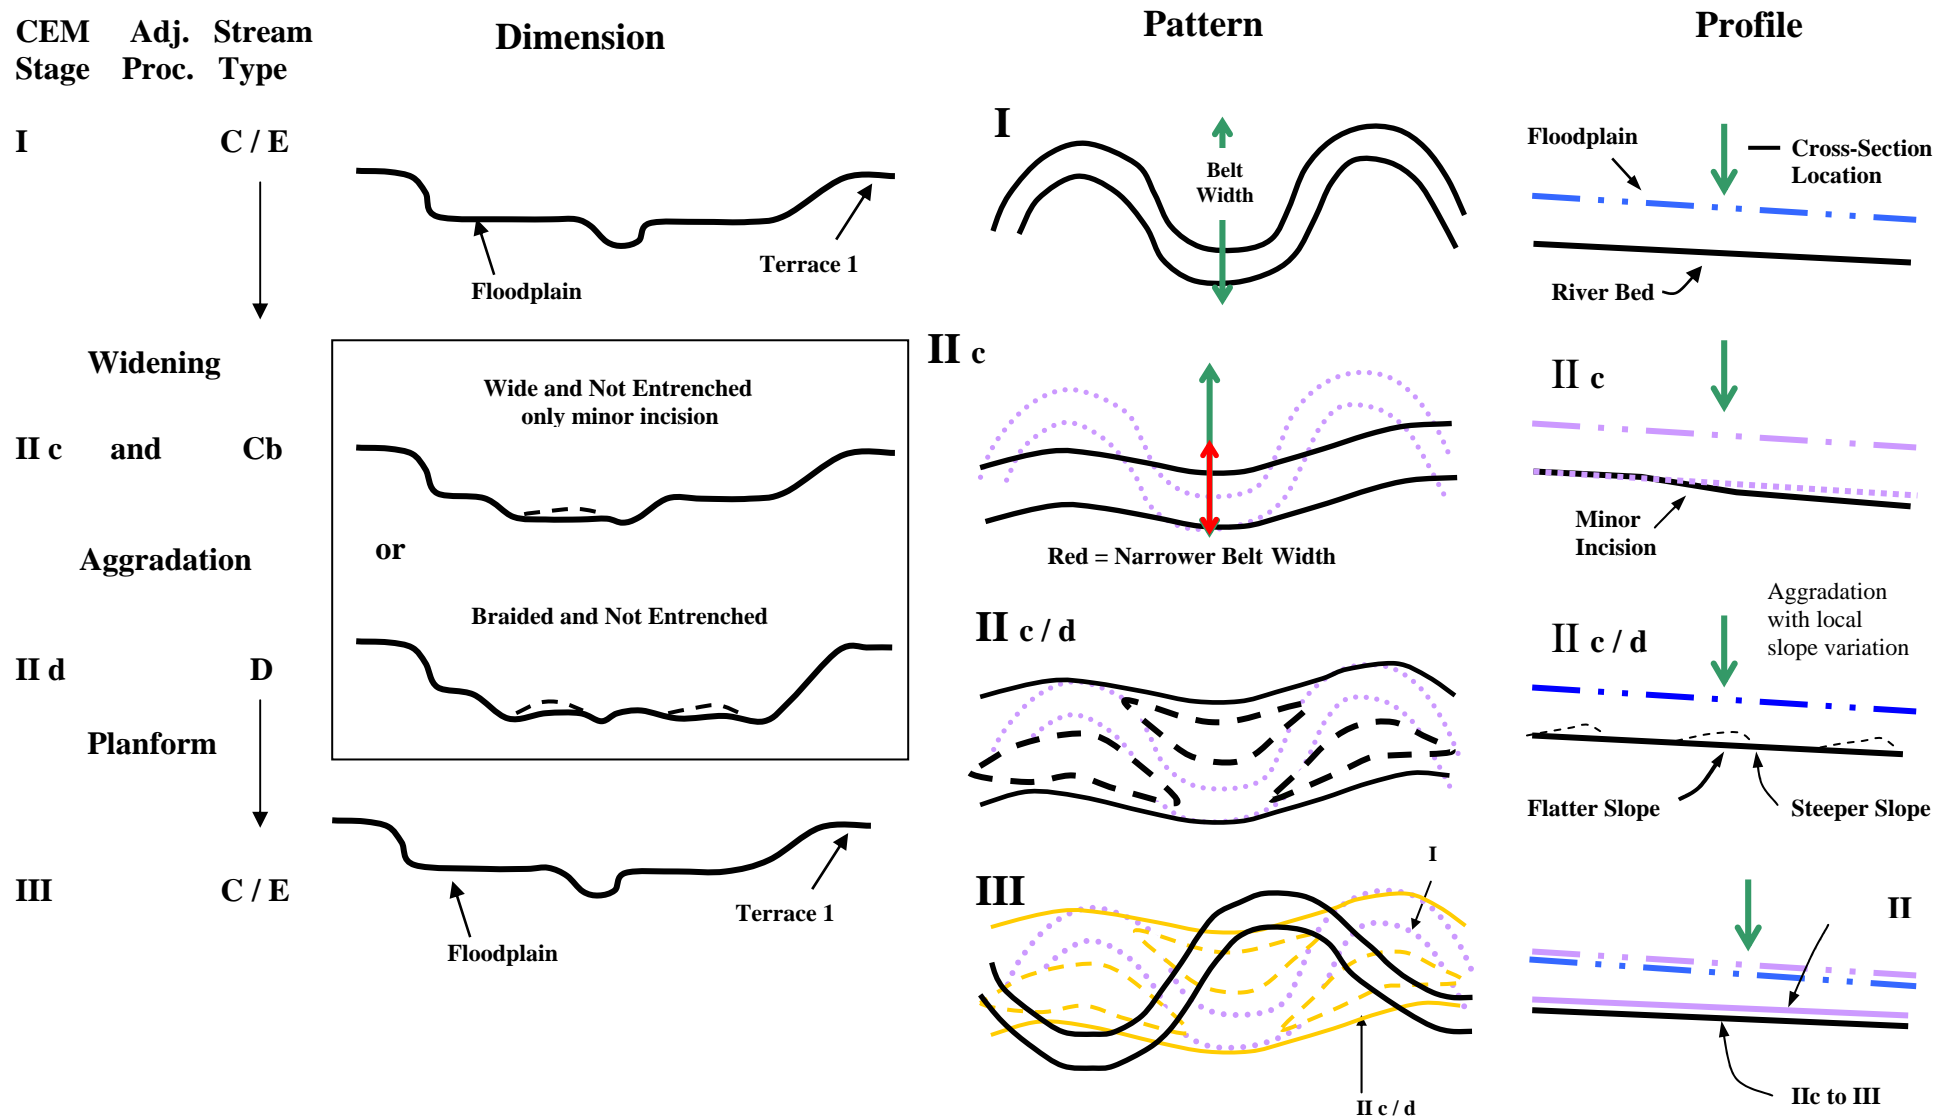 CEM Adj. Stream
Stage Proc. Type
Dimension
Pattern
Profile
I C / E
Terrace 1
Floodplain
Widening
II c and Cb
Aggradation
II d D
Planform
III C / E
Wide and Not Entrenched
only minor incision
or
Braided and Not Entrenched
Terrace 1
Floodplain
I
Belt
Width
II c
Red = Narrower Belt Width
II c / d
III
I
II c / d
Floodplain
Cross-Section
Location
River Bed
II c
Minor
Incision
Aggradation
with local
slope variation
II c / d
Flatter Slope
Steeper Slope
II
IIc to III